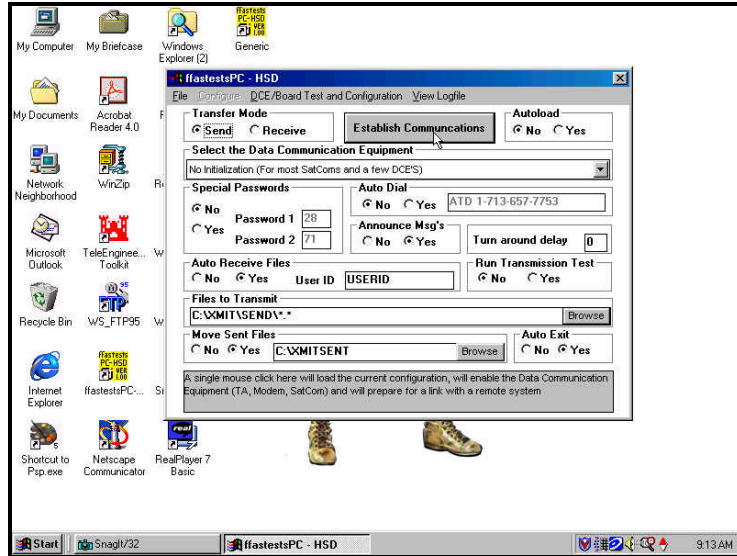 My Computer
My Briefcase
Windows Explorer (2)
fastests PC-HSD VER 1.00
Generic
My Documents
Acrobat Reader 4.0
F
Network Neighborhood
WinZip
Microsoft Outlook
TeleEnginee... Toolkit
W
Recycle Bin
WS_FTP95
W
Internet Explorer
fastests PC-HSD VER 1.00
ffastestsPC-...
Shortcut to Psp.exe
Netscape Communicator
real
RealPlayer 7 Basic
ffastestsPC - HSD
File Configure DCE/Board Test and Configuration View Logfile
Transfer Mode
Send Receive
Establish Communcations
Autoload
No Yes
Select the Data Communication Equipment
No Initialization (For most SatComs and a few DCE'S)
Special Passwords
No
Yes
Password 1 28
Password 2 71
Auto Dial
No Yes ATD 1-713-657-7753
Announce Msg's
No Yes
Turn around delay 0
Auto Receive Files
No Yes User ID USERID
Run Transmission Test
No Yes
Files to Transmit
C:\XMIT\SEND\*.* Browse
Move Sent Files
No Yes C:\XMITSENT Browse
Auto Exit
No Yes
A single mouse click here will load the current configuration, will enable the Data Communication
Equipment (TA, Modem, SatCom) and will prepare for a link with a remote system
Start SnagIt/32 ffastestsPC - HSD 9:13 AM